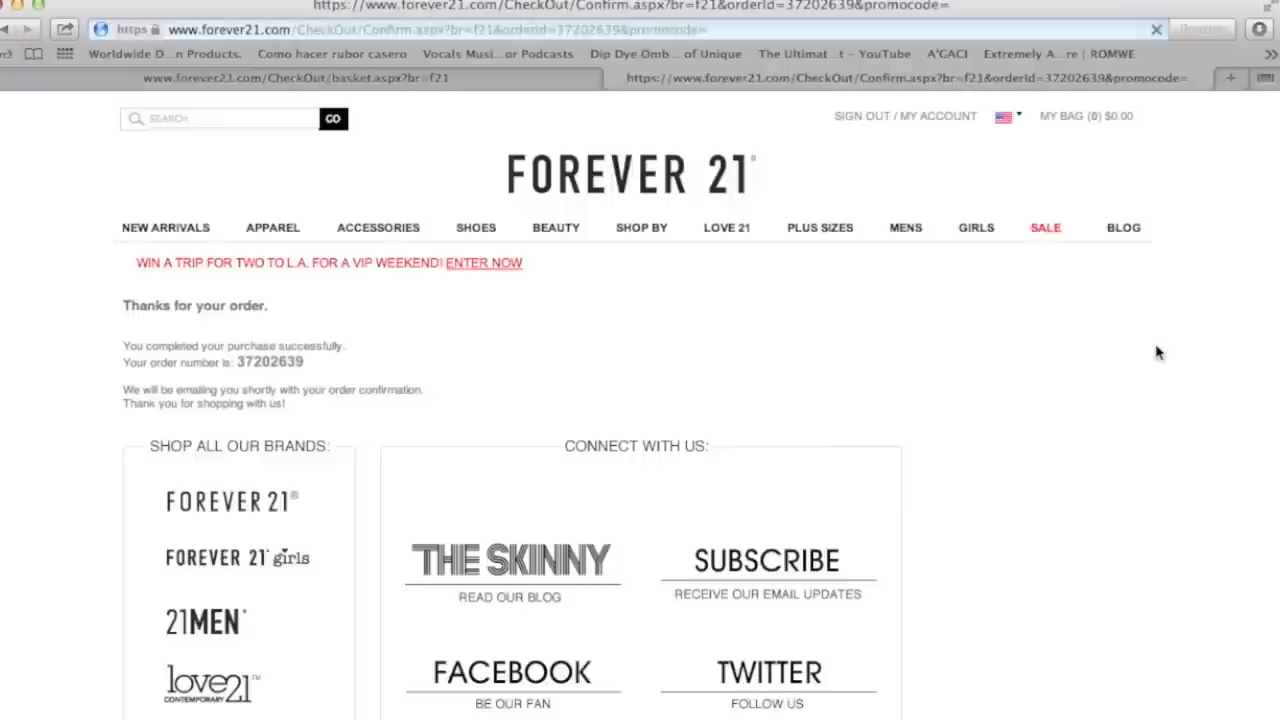 https://www.forever21.com/CheckOut/Confirm.aspx?br=f21&orderId=37202639&promocode=
https www.forever21.com/CheckOut/Confirm.aspx?br=f21&orderId=37202639&promocode=
Worldwide D...n Products. Como hacer rubor casero Vocals Musi...or Podcasts Dip Dye Omb... of Unique The Ultimat...t – YouTube A'GACI Extremely A...re | ROMWE
www.forever21.com/CheckOut/basket.aspx?br=f21 https://www.forever21.com/CheckOut/Confirm.aspx?br=f21&orderId=37202639&promocode=
SEARCH GO SIGN OUT / MY ACCOUNT MY BAG (0) $0.00
FOREVER 21
NEW ARRIVALS APPAREL ACCESSORIES SHOES BEAUTY SHOP BY LOVE 21 PLUS SIZES MENS GIRLS SALE BLOG
WIN A TRIP FOR TWO TO L.A. FOR A VIP WEEKEND! ENTER NOW
Thanks for your order.
You completed your purchase successfully.
Your order number is: 37202639
We will be emailing you shortly with your order confirmation.
Thank you for shopping with us!
SHOP ALL OUR BRANDS:
FOREVER 21®
FOREVER 21 girls
21MEN
love21™
CONTEMPORARY
CONNECT WITH US:
THE SKINNY
READ OUR BLOG
SUBSCRIBE
RECEIVE OUR EMAIL UPDATES
FACEBOOK
BE OUR FAN
TWITTER
FOLLOW US